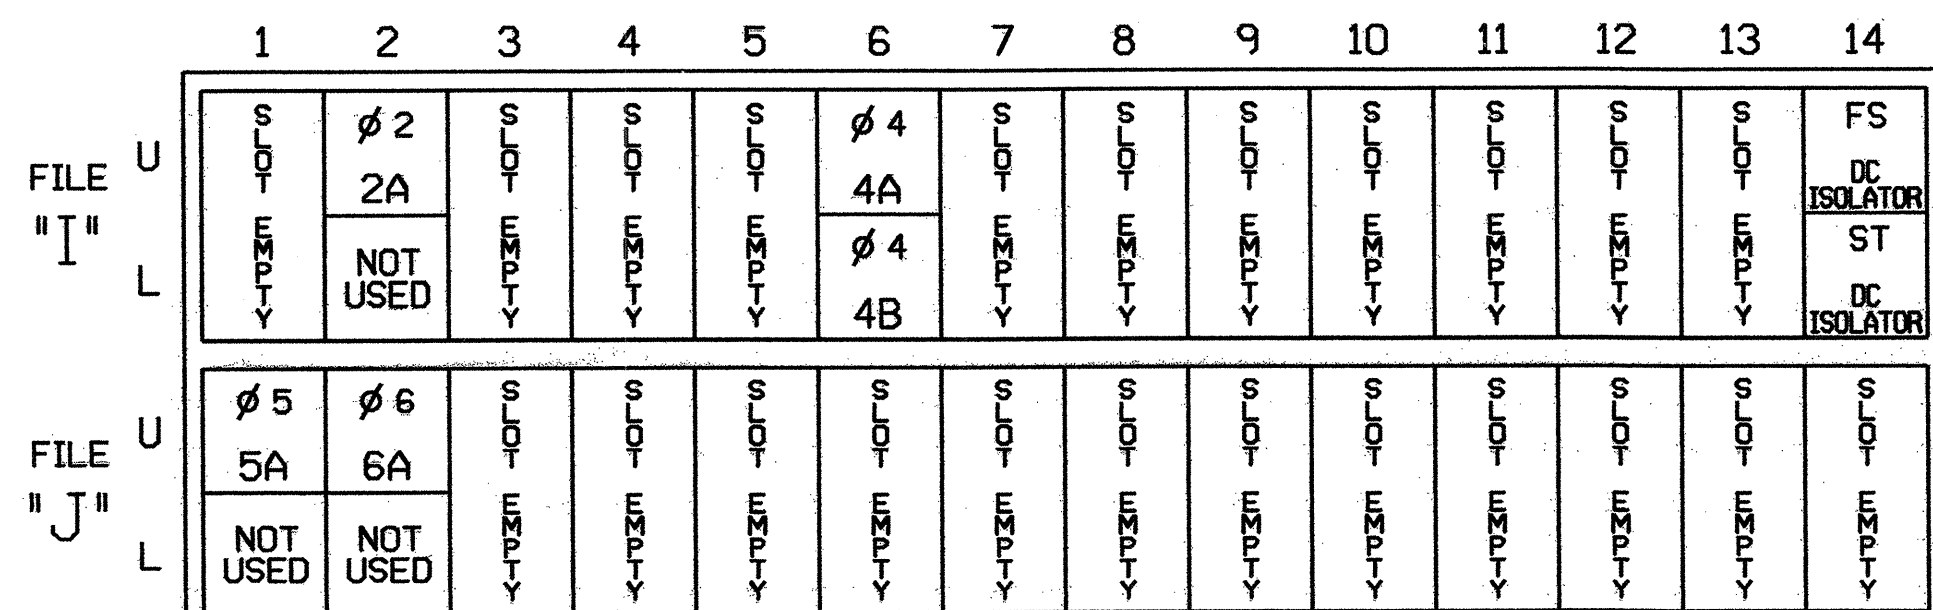 1 2 3 4 5 6 7 8 9 10 11 12 13 14
FILE "I"
U
L
SLOT EMPTY
ø 2
2A
NOT
USED
SLOT EMPTY
SLOT EMPTY
SLOT EMPTY
ø 4
4A
ø 4
4B
SLOT EMPTY
SLOT EMPTY
SLOT EMPTY
SLOT EMPTY
SLOT EMPTY
SLOT EMPTY
SLOT EMPTY
FS
DC
ISOLATOR
ST
DC
ISOLATOR
FILE "J"
U
L
ø 5
5A
NOT
USED
ø 6
6A
NOT
USED
SLOT EMPTY
SLOT EMPTY
SLOT EMPTY
SLOT EMPTY
SLOT EMPTY
SLOT EMPTY
SLOT EMPTY
SLOT EMPTY
SLOT EMPTY
SLOT EMPTY
SLOT EMPTY
SLOT EMPTY